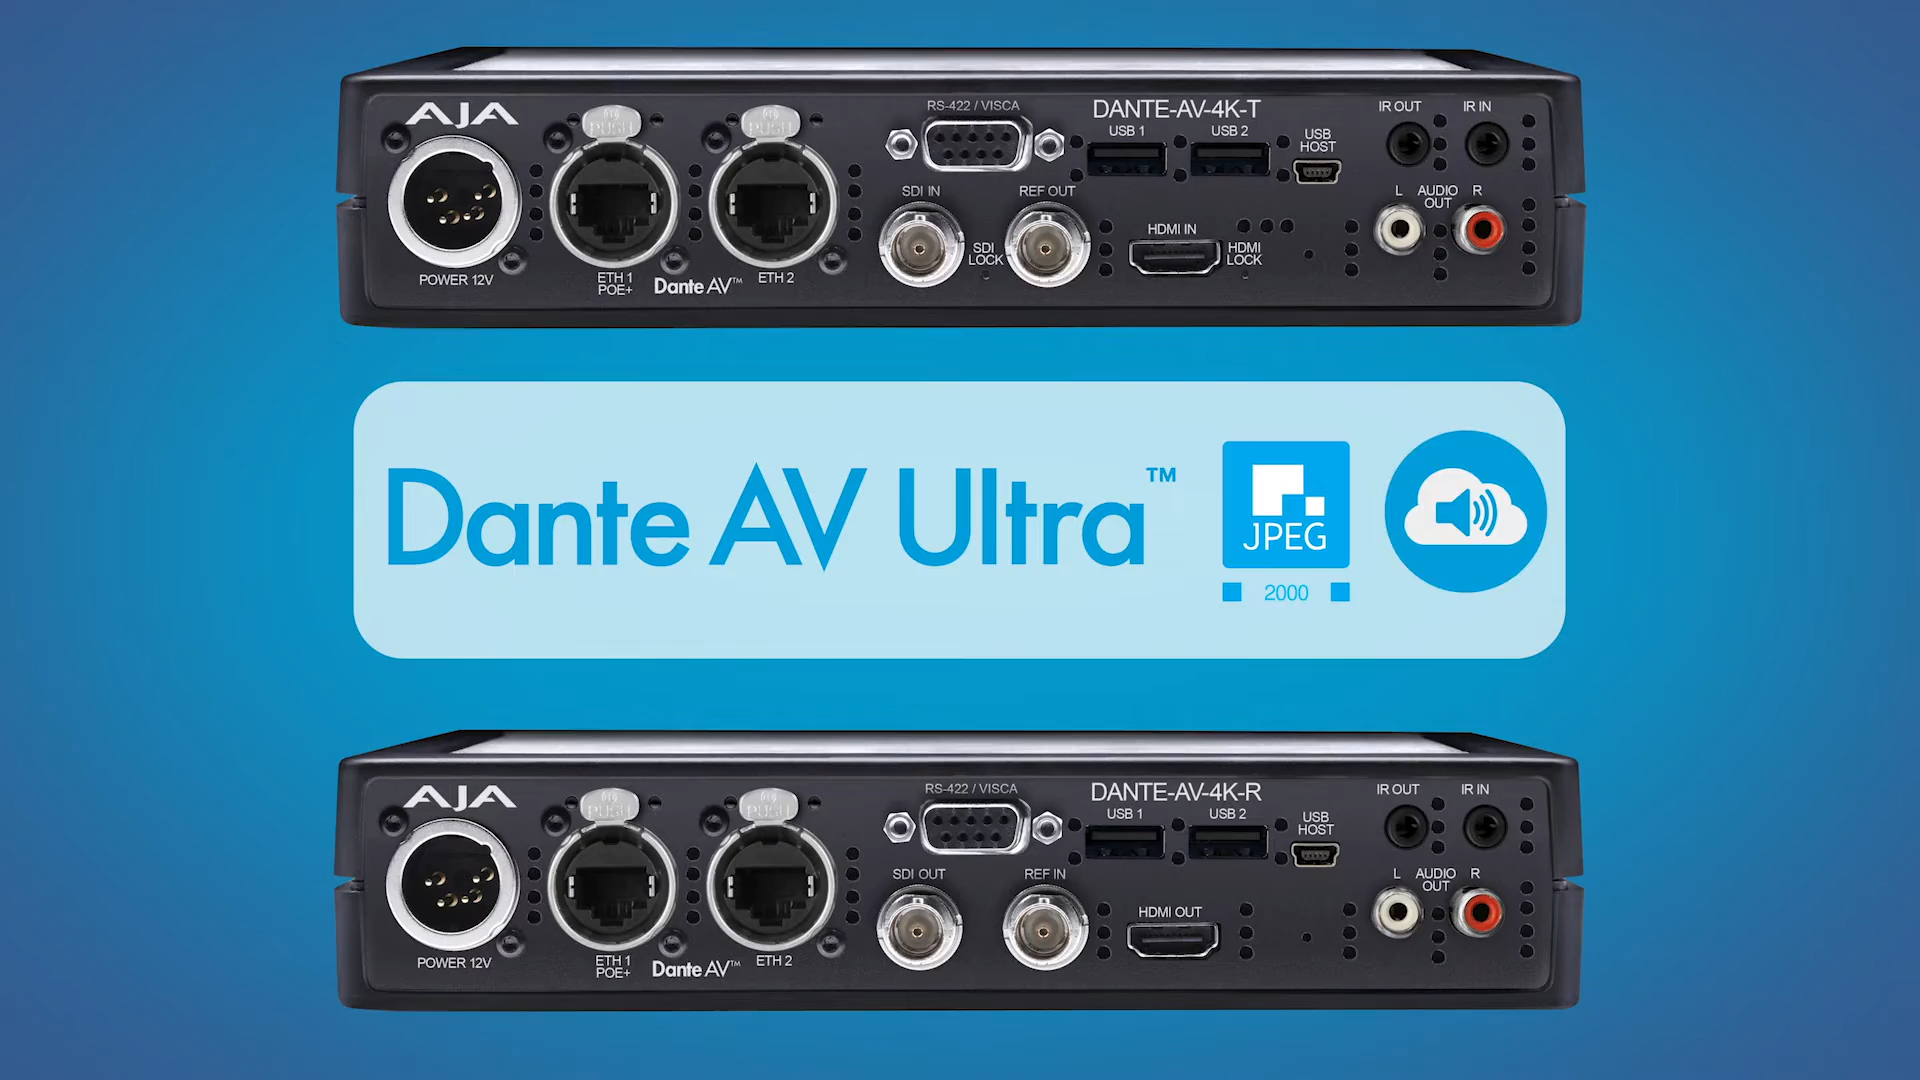 AJA
RS-422 / VISCA
DANTE-AV-4K-T
IR OUT
IR IN
PUSH
PUSH
USB 1
USB 2
USB
HOST
SDI IN
REF OUT
L AUDIO R
OUT
HDMI IN
SDI
LOCK
HDMI
LOCK
POWER 12V
ETH 1
POE+
Dante AV™
ETH 2
Dante AV Ultra™
JPEG
2000
AJA
RS-422 / VISCA
DANTE-AV-4K-R
IR OUT
IR IN
PUSH
PUSH
USB 1
USB 2
USB
HOST
SDI OUT
REF IN
L AUDIO R
OUT
HDMI OUT
POWER 12V
ETH 1
POE+
Dante AV™
ETH 2